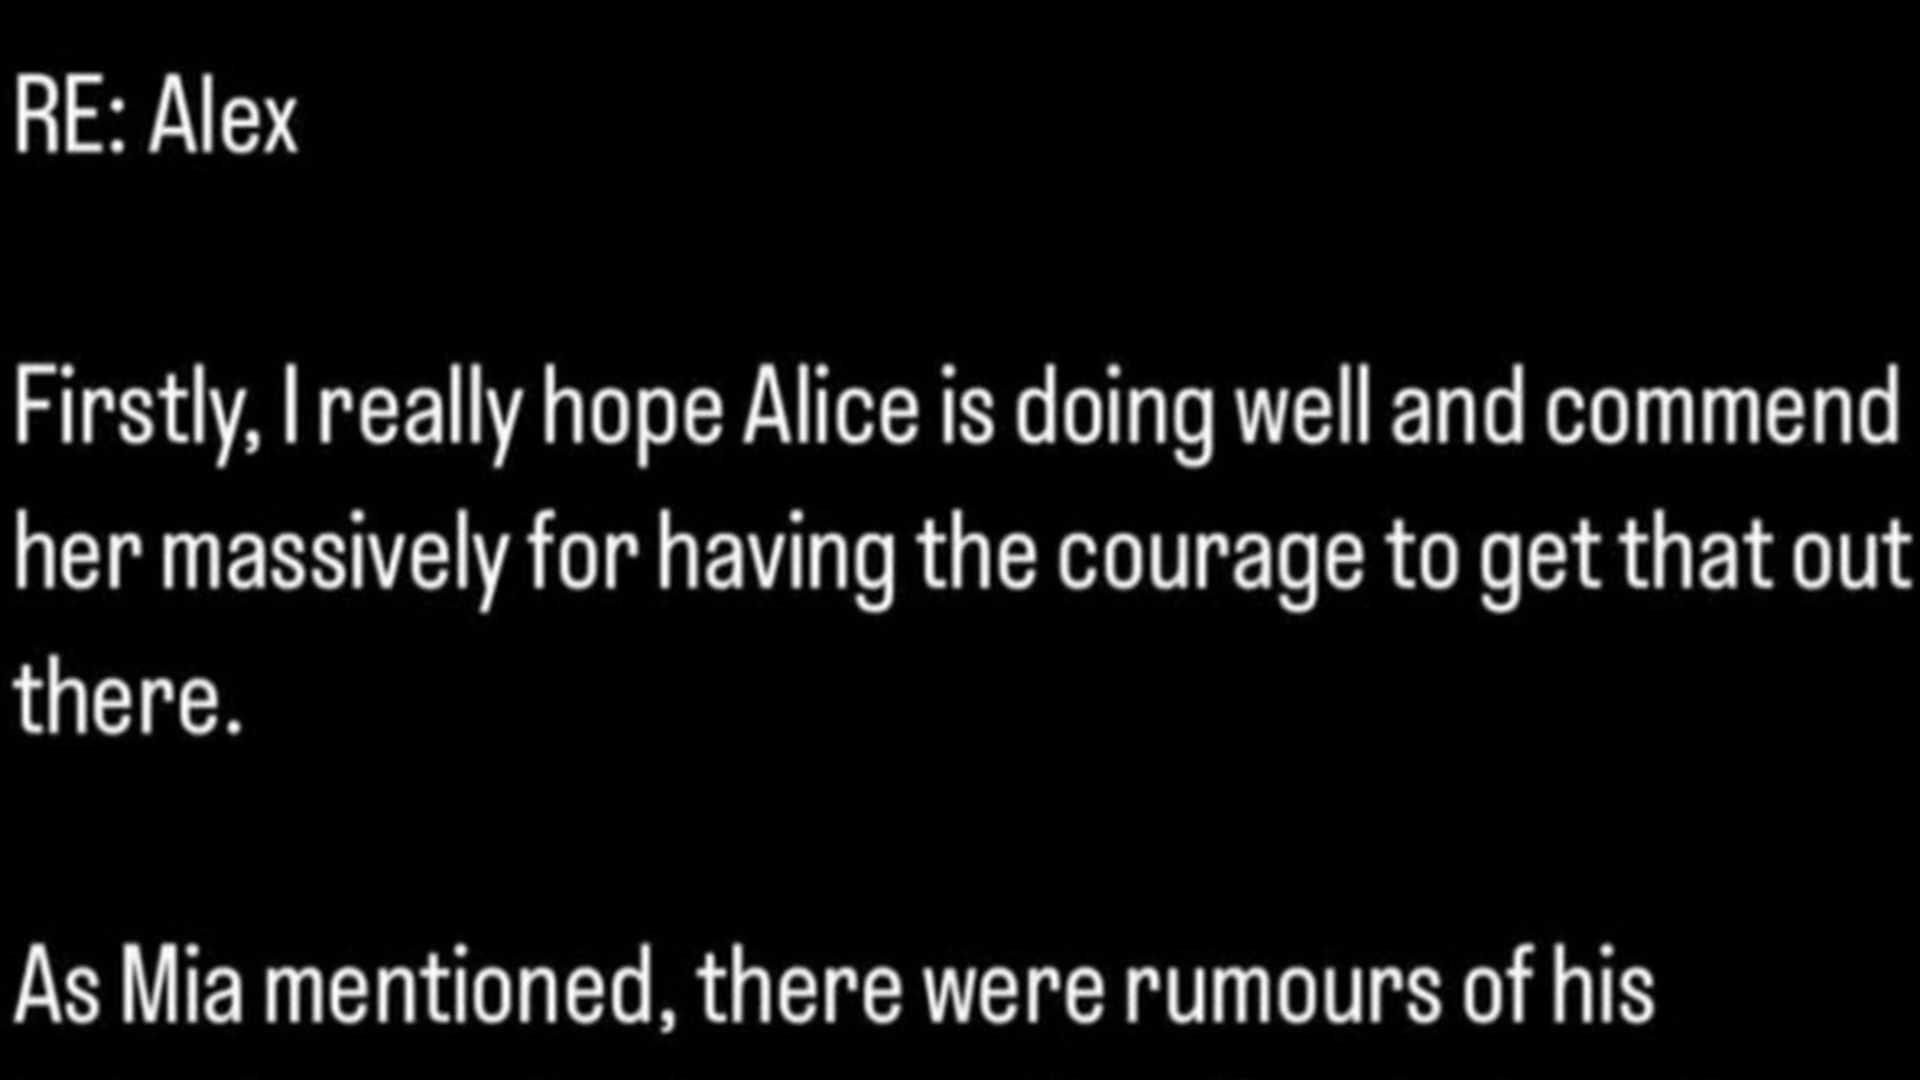 RE: Alex
Firstly, I really hope Alice is doing well and commend
her massively for having the courage to get that out
there.
As Mia mentioned, there were rumours of his